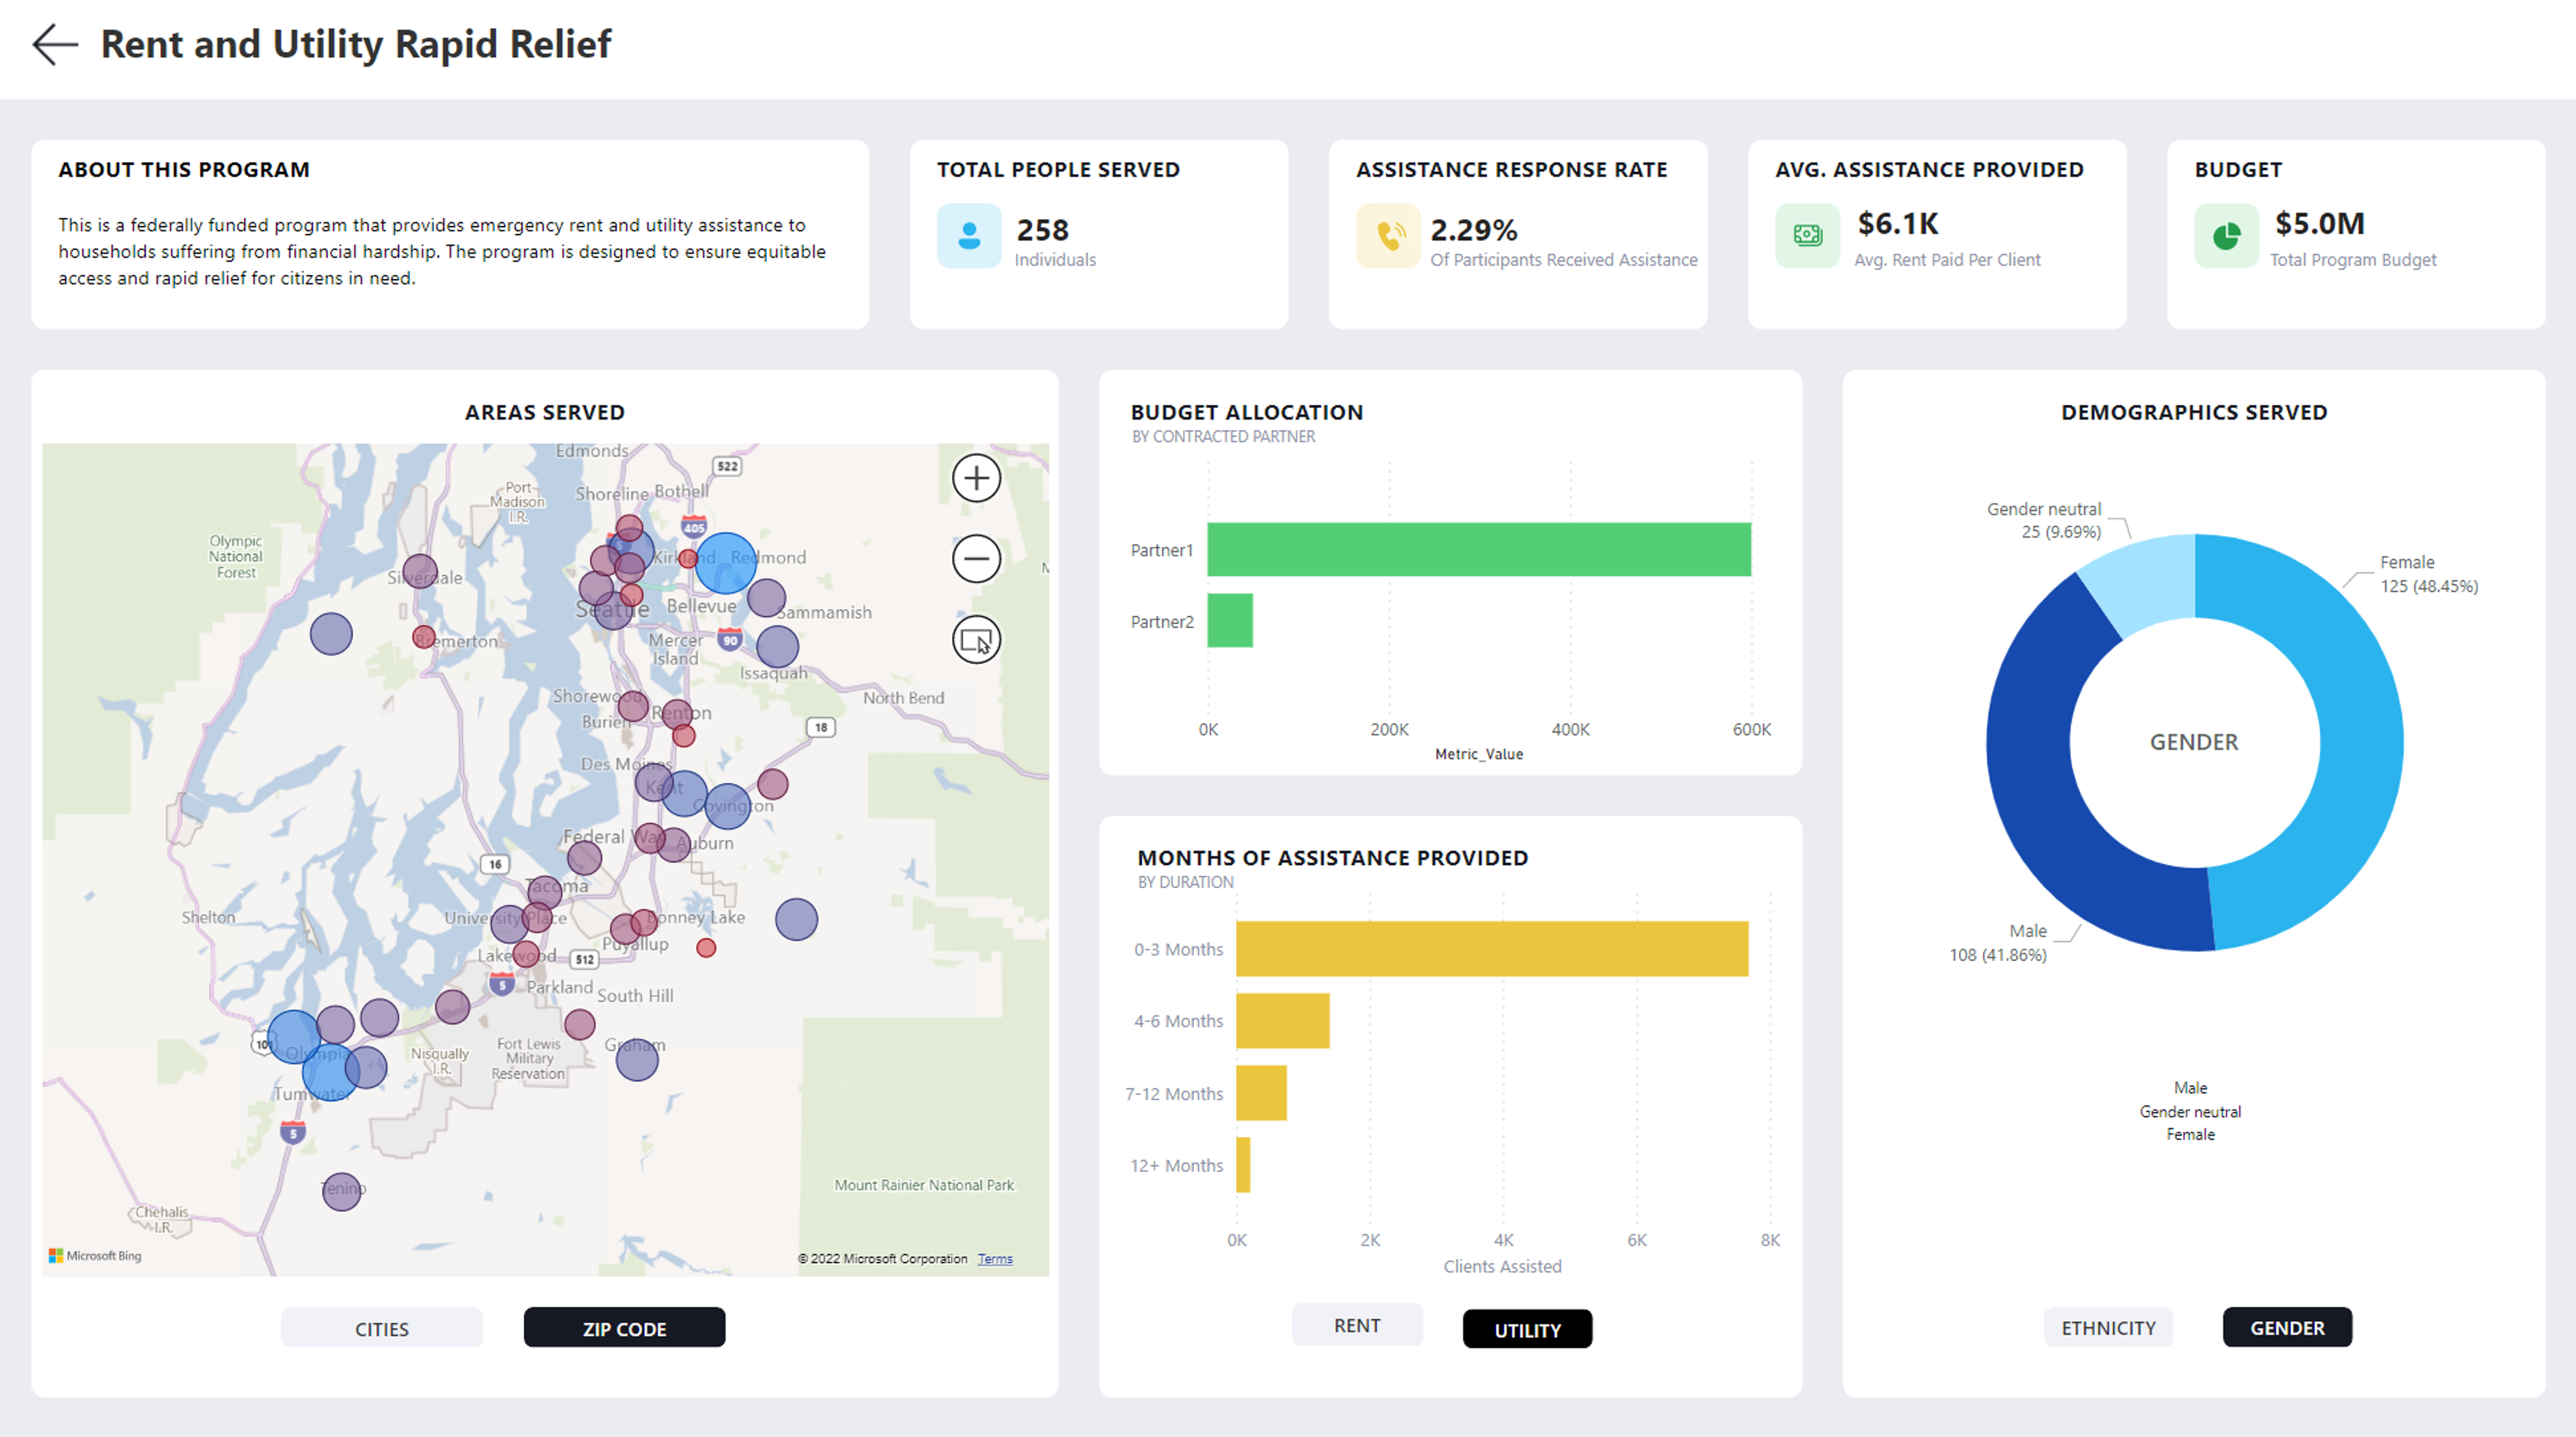 Rent and Utility Rapid Relief
ABOUT THIS PROGRAM
This is a federally funded program that provides emergency rent and utility assistance to
households suffering from financial hardship. The program is designed to ensure equitable
access and rapid relief for citizens in need.
TOTAL PEOPLE SERVED
258
Individuals
ASSISTANCE RESPONSE RATE
2.29%
Of Participants Received Assistance
AVG. ASSISTANCE PROVIDED
$6.1K
Avg. Rent Paid Per Client
BUDGET
$5.0M
Total Program Budget
AREAS SERVED
Edmonds
522
Port
Madison
I.R.
Shoreline
Bothell
405
Olympic
National
Forest
Kirkland
Redmond
Silverdale
Seattle
Bellevue
Sammamish
Bremerton
Mercer
Island
90
Issaquah
Shorewood
Burien
Renton
North Bend
18
Des Moines
Kent
Covington
Federal Way
Auburn
16
Tacoma
Shelton
University Place
Bonney Lake
Puyallup
Lakewood
512
5
Parkland
South Hill
101
Olympia
Nisqually
I.R.
Fort Lewis
Military
Reservation
Graham
Tumwater
5
Tenino
Mount Rainier National Park
Chehalis
I.R.
Microsoft Bing
© 2022 Microsoft Corporation Terms
CITIES
ZIP CODE
BUDGET ALLOCATION
BY CONTRACTED PARTNER
Partner1
Partner2
0K 200K 400K 600K
Metric_Value
MONTHS OF ASSISTANCE PROVIDED
BY DURATION
0-3 Months
4-6 Months
7-12 Months
12+ Months
0K 2K 4K 6K 8K
Clients Assisted
RENT
UTILITY
DEMOGRAPHICS SERVED
Gender neutral
25 (9.69%)
Female
125 (48.45%)
GENDER
Male
108 (41.86%)
Male
Gender neutral
Female
ETHNICITY
GENDER